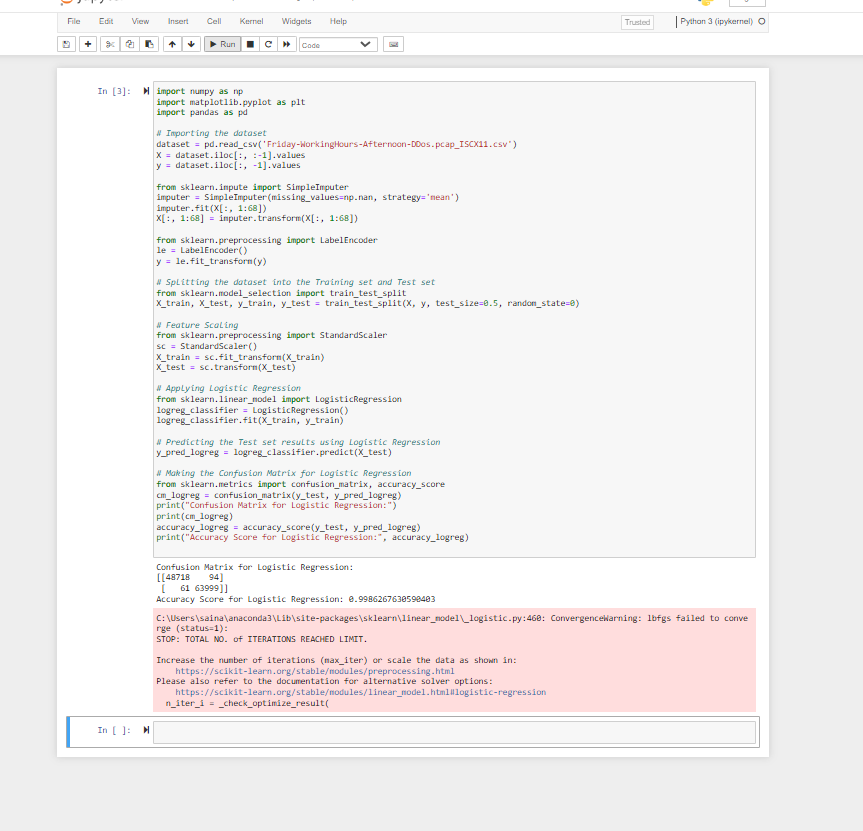 File Edit View Insert Cell Kernel Widgets Help Trusted Python 3 (ipykernel)
Run Code
In [3]:
import numpy as np
import matplotlib.pyplot as plt
import pandas as pd
# Importing the dataset
dataset = pd.read_csv('Friday-WorkingHours-Afternoon-DDos.pcap_ISCX11.csv')
X = dataset.iloc[:, :-1].values
y = dataset.iloc[:, -1].values
from sklearn.impute import SimpleImputer
imputer = SimpleImputer(missing_values=np.nan, strategy='mean')
imputer.fit(X[:, 1:68])
X[:, 1:68] = imputer.transform(X[:, 1:68])
from sklearn.preprocessing import LabelEncoder
le = LabelEncoder()
y = le.fit_transform(y)
# Splitting the dataset into the Training set and Test set
from sklearn.model_selection import train_test_split
X_train, X_test, y_train, y_test = train_test_split(X, y, test_size=0.5, random_state=0)
# Feature Scaling
from sklearn.preprocessing import StandardScaler
sc = StandardScaler()
X_train = sc.fit_transform(X_train)
X_test = sc.transform(X_test)
# Applying Logistic Regression
from sklearn.linear_model import LogisticRegression
logreg_classifier = LogisticRegression()
logreg_classifier.fit(X_train, y_train)
# Predicting the Test set results using Logistic Regression
y_pred_logreg = logreg_classifier.predict(X_test)
# Making the Confusion Matrix for Logistic Regression
from sklearn.metrics import confusion_matrix, accuracy_score
cm_logreg = confusion_matrix(y_test, y_pred_logreg)
print("Confusion Matrix for Logistic Regression:")
print(cm_logreg)
accuracy_logreg = accuracy_score(y_test, y_pred_logreg)
print("Accuracy Score for Logistic Regression:", accuracy_logreg)
Confusion Matrix for Logistic Regression:
[[48718    94]
 [   61 63999]]
Accuracy Score for Logistic Regression: 0.9986267630590403
C:\Users\saina\anaconda3\Lib\site-packages\sklearn\linear_model\_logistic.py:460: ConvergenceWarning: lbfgs failed to conve
rge (status=1):
STOP: TOTAL NO. of ITERATIONS REACHED LIMIT.
Increase the number of iterations (max_iter) or scale the data as shown in:
    https://scikit-learn.org/stable/modules/preprocessing.html
Please also refer to the documentation for alternative solver options:
    https://scikit-learn.org/stable/modules/linear_model.html#logistic-regression
  n_iter_i = _check_optimize_result(
In [ ]: